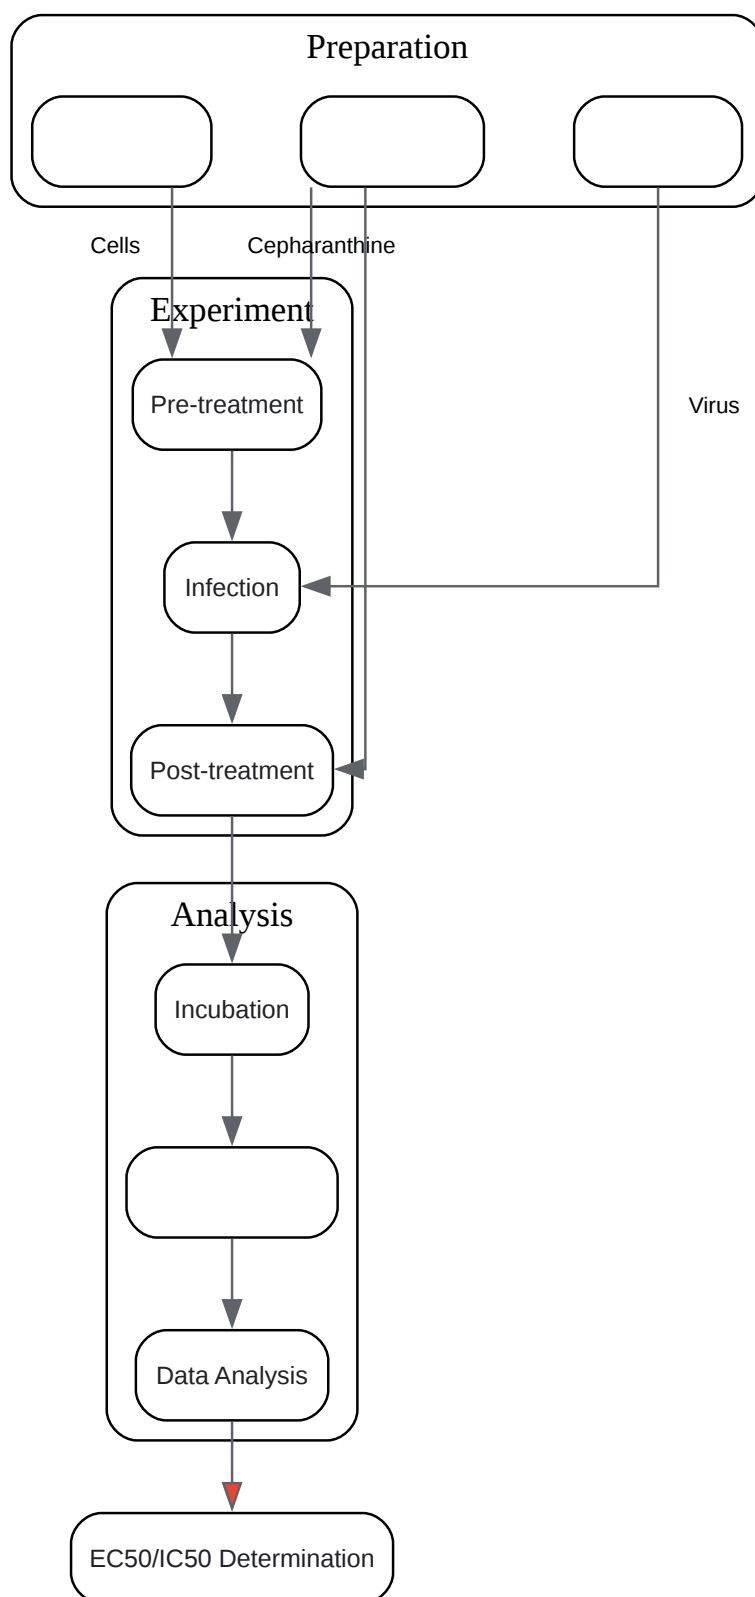 Preparation
Cells
Cepharanthine
Experiment
Pre-treatment
Virus
Infection
Post-treatment
Analysis
Incubation
Data Analysis
EC50/IC50 Determination